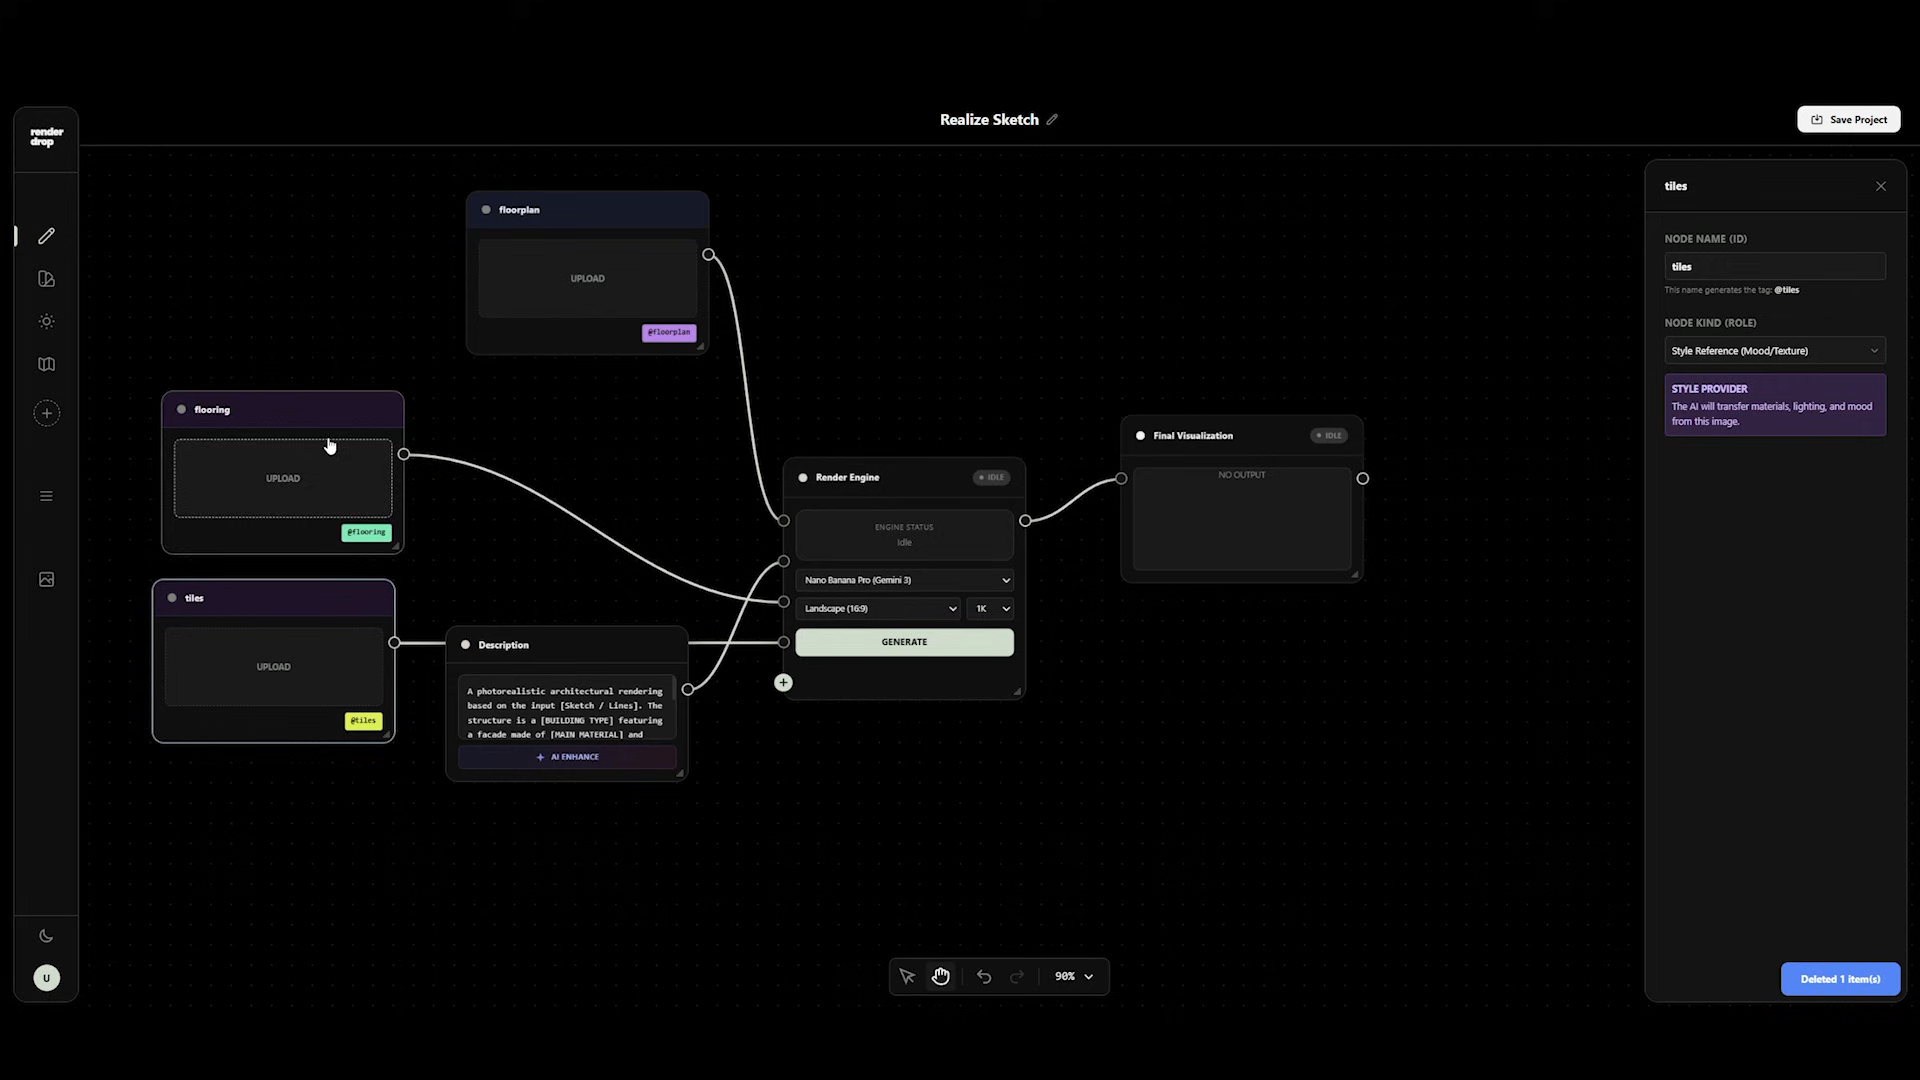 render
drop
Realize Sketch
Save Project
floorplan
UPLOAD
@floorplan
flooring
UPLOAD
@flooring
tiles
UPLOAD
@tiles
Description
A photorealistic architectural rendering
based on the input [Sketch / Lines]. The
structure is a [BUILDING TYPE] featuring
a facade made of [MAIN MATERIAL] and
AI ENHANCE
Render Engine
IDLE
ENGINE STATUS
Idle
Nano Banana Pro (Gemini 3)
Landscape (16:9)
1K
GENERATE
Final Visualization
IDLE
NO OUTPUT
tiles
NODE NAME (ID)
tiles
This name generates the tag: @tiles
NODE KIND (ROLE)
Style Reference (Mood/Texture)
STYLE PROVIDER
The AI will transfer materials, lighting, and mood
from this image.
U
90%
Deleted 1 item(s)